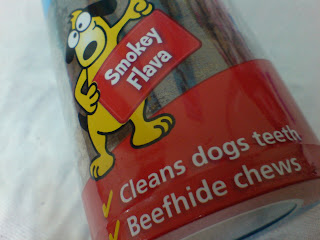 Smokey
Flava
Cleans dogs teeth
Beefhide chews